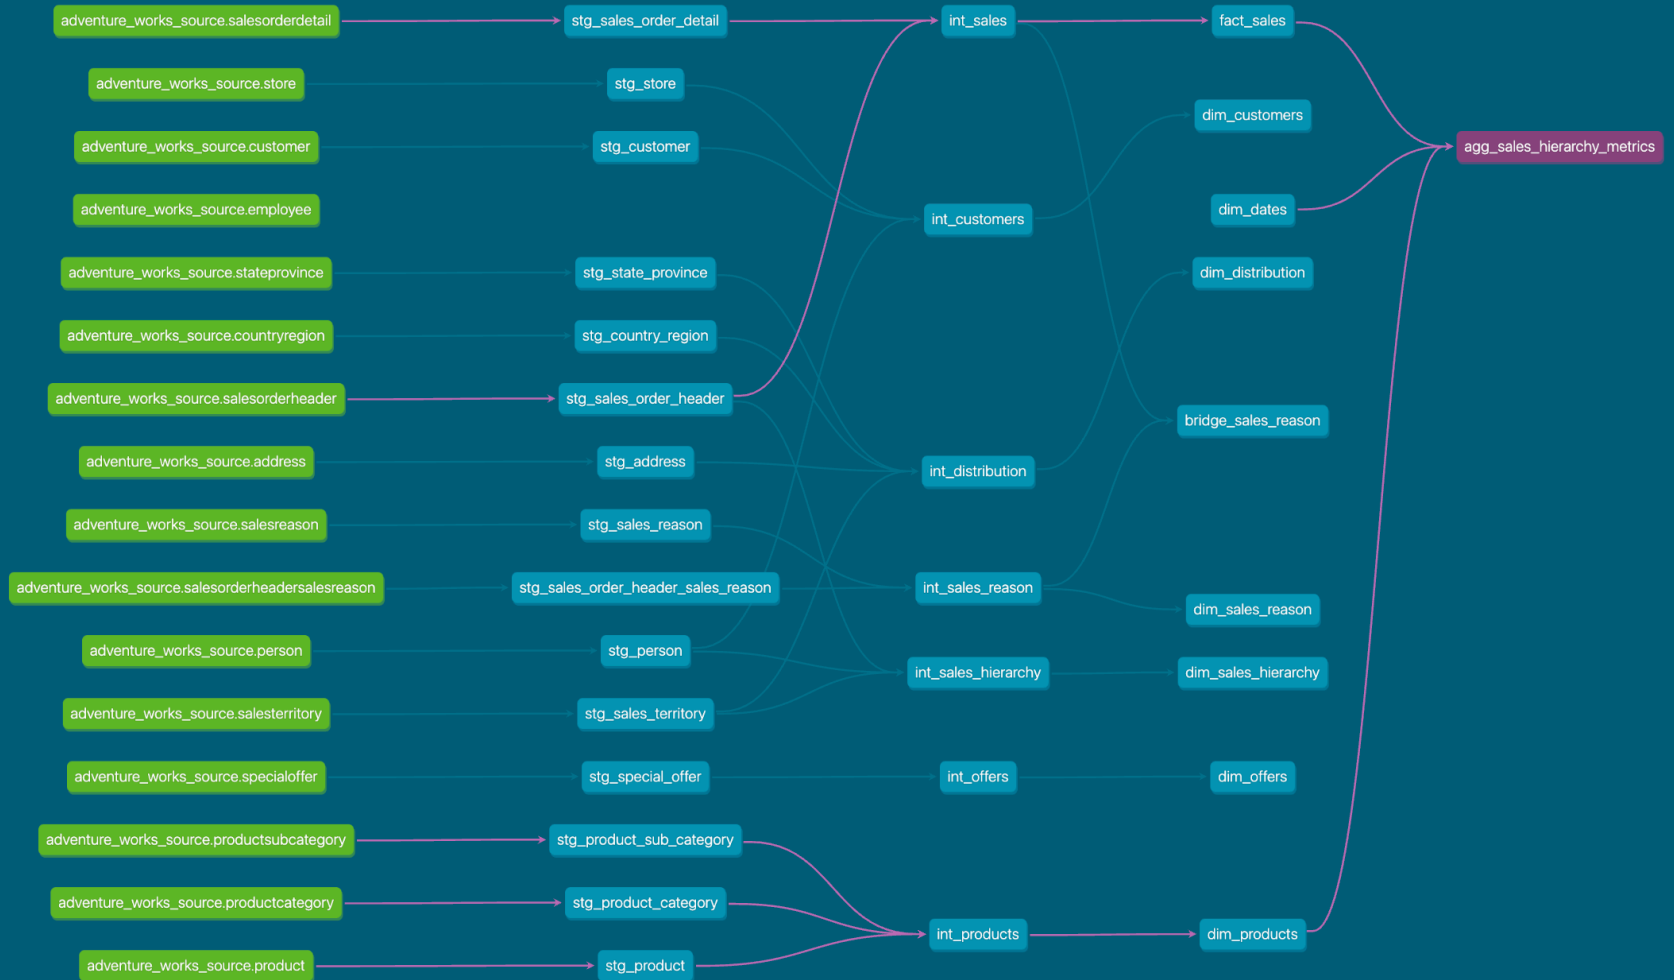 adventure_works_source.salesorderdetail
stg_sales_order_detail
int_sales
fact_sales
adventure_works_source.store
stg_store
dim_customers
adventure_works_source.customer
stg_customer
agg_sales_hierarchy_metrics
adventure_works_source.employee
int_customers
dim_dates
adventure_works_source.stateprovince
stg_state_province
dim_distribution
adventure_works_source.countryregion
stg_country_region
adventure_works_source.salesorderheader
stg_sales_order_header
bridge_sales_reason
adventure_works_source.address
stg_address
int_distribution
adventure_works_source.salesreason
stg_sales_reason
adventure_works_source.salesorderheadersalesreason
stg_sales_order_header_sales_reason
int_sales_reason
dim_sales_reason
adventure_works_source.person
stg_person
int_sales_hierarchy
dim_sales_hierarchy
adventure_works_source.salesterritory
stg_sales_territory
adventure_works_source.specialoffer
stg_special_offer
int_offers
dim_offers
adventure_works_source.productsubcategory
stg_product_sub_category
adventure_works_source.productcategory
stg_product_category
int_products
dim_products
adventure_works_source.product
stg_product